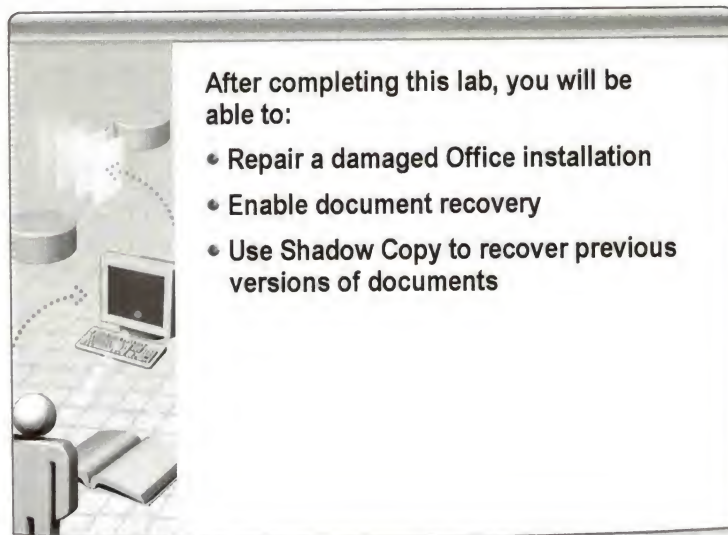 After completing this lab, you will be
able to:
• Repair a damaged Office installation
• Enable document recovery
• Use Shadow Copy to recover previous
versions of documents